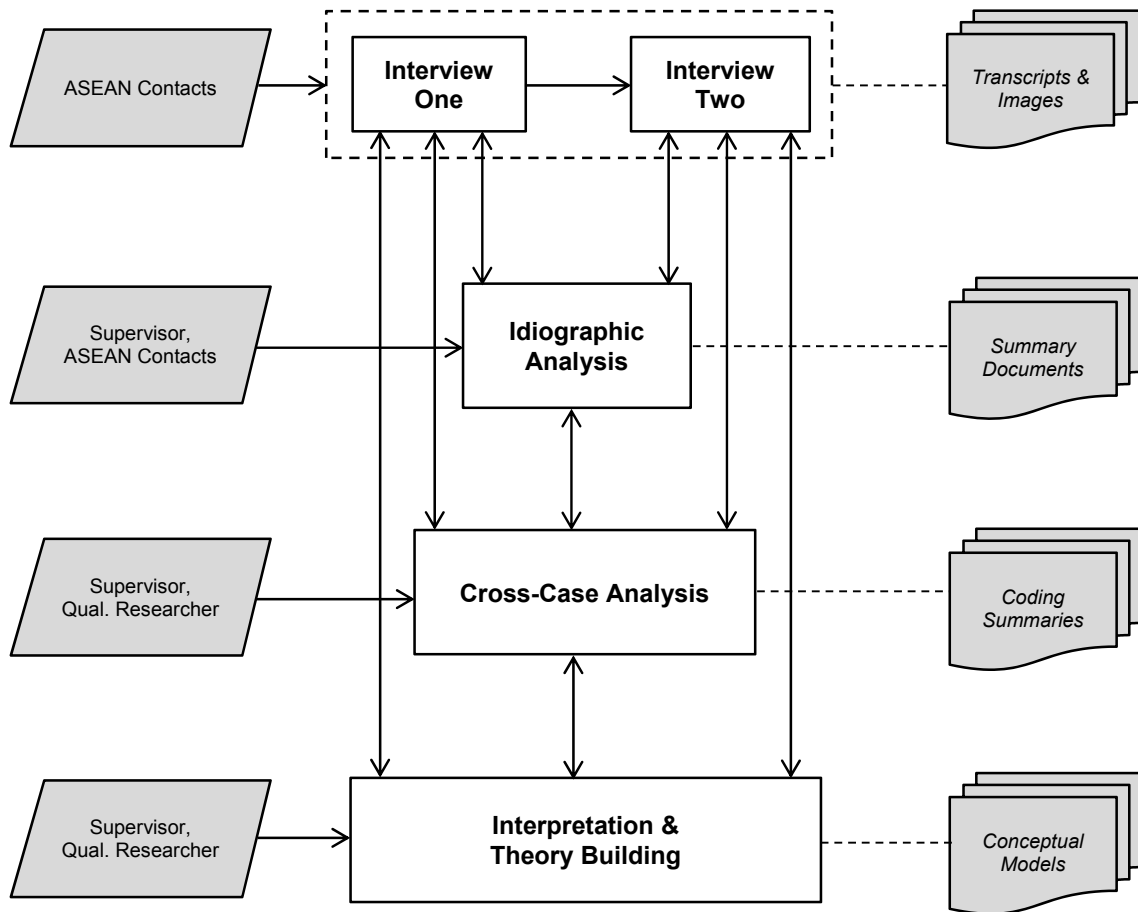 ASEAN Contacts
Interview
One
Interview
Two
Transcripts &
Images
Supervisor,
ASEAN Contacts
Idiographic
Analysis
Summary
Documents
Supervisor,
Qual. Researcher
Cross-Case Analysis
Coding
Summaries
Supervisor,
Qual. Researcher
Interpretation &
Theory Building
Conceptual
Models